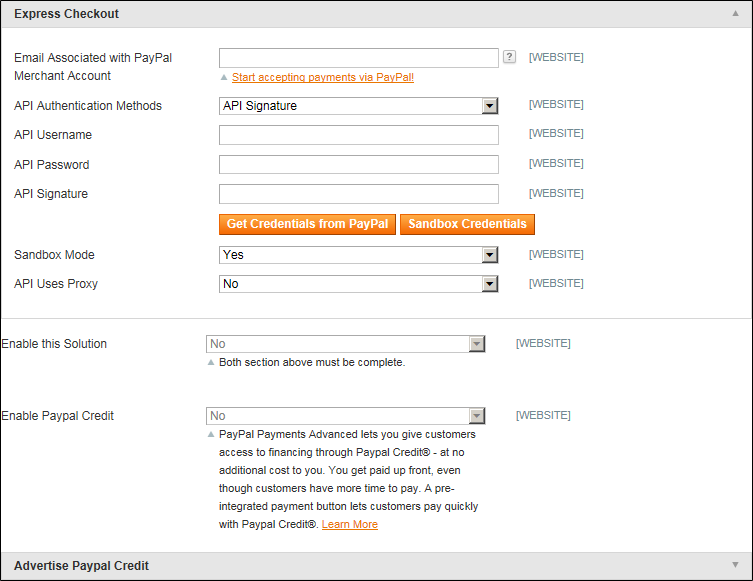 Express Checkout
Email Associated with PayPal
Merchant Account
?
[WEBSITE]
Start accepting payments via PayPal!
API Authentication Methods
API Signature
[WEBSITE]
API Username
[WEBSITE]
API Password
[WEBSITE]
API Signature
[WEBSITE]
Get Credentials from PayPal
Sandbox Credentials
Sandbox Mode
Yes
[WEBSITE]
API Uses Proxy
No
[WEBSITE]
Enable this Solution
No
[WEBSITE]
Both section above must be complete.
Enable Paypal Credit
No
[WEBSITE]
PayPal Payments Advanced lets you give customers
access to financing through Paypal Credit® - at no
additional cost to you. You get paid up front, even
though customers have more time to pay. A pre-
integrated payment button lets customers pay quickly
with Paypal Credit®. Learn More
Advertise Paypal Credit